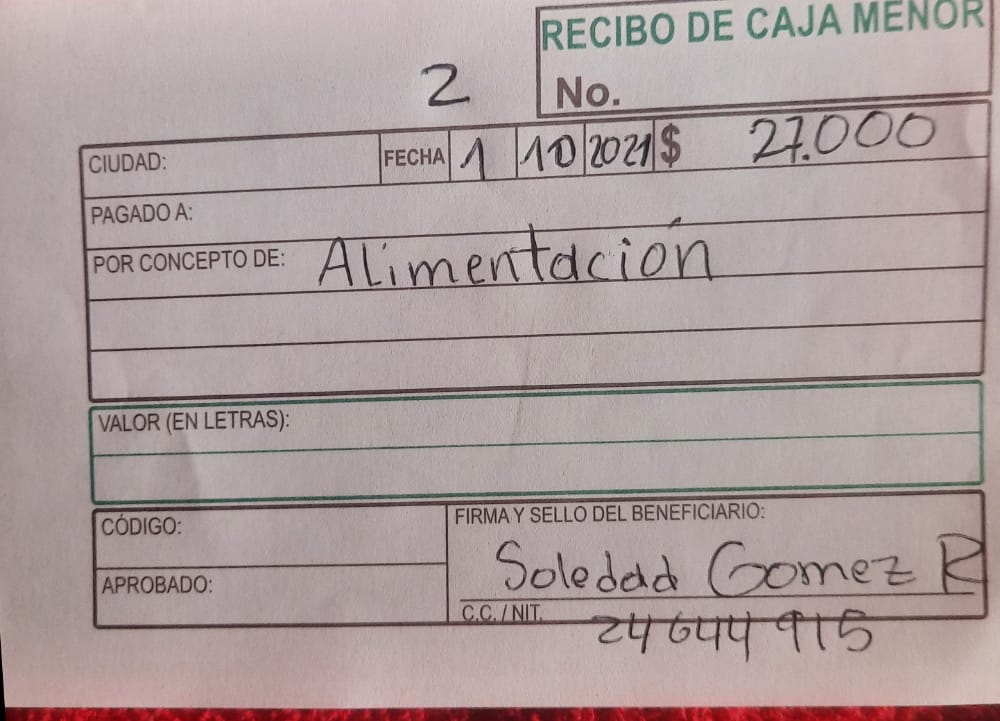 RECIBO DE CAJA MENOR
2
No.
CIUDAD: FECHA 1 10 2021 $ 27.000
PAGADO A:
POR CONCEPTO DE: Alimentación
VALOR (EN LETRAS):
CÓDIGO:
FIRMA Y SELLO DEL BENEFICIARIO:
Soledad Gomez R
APROBADO:
C.C. / NIT. 24644915